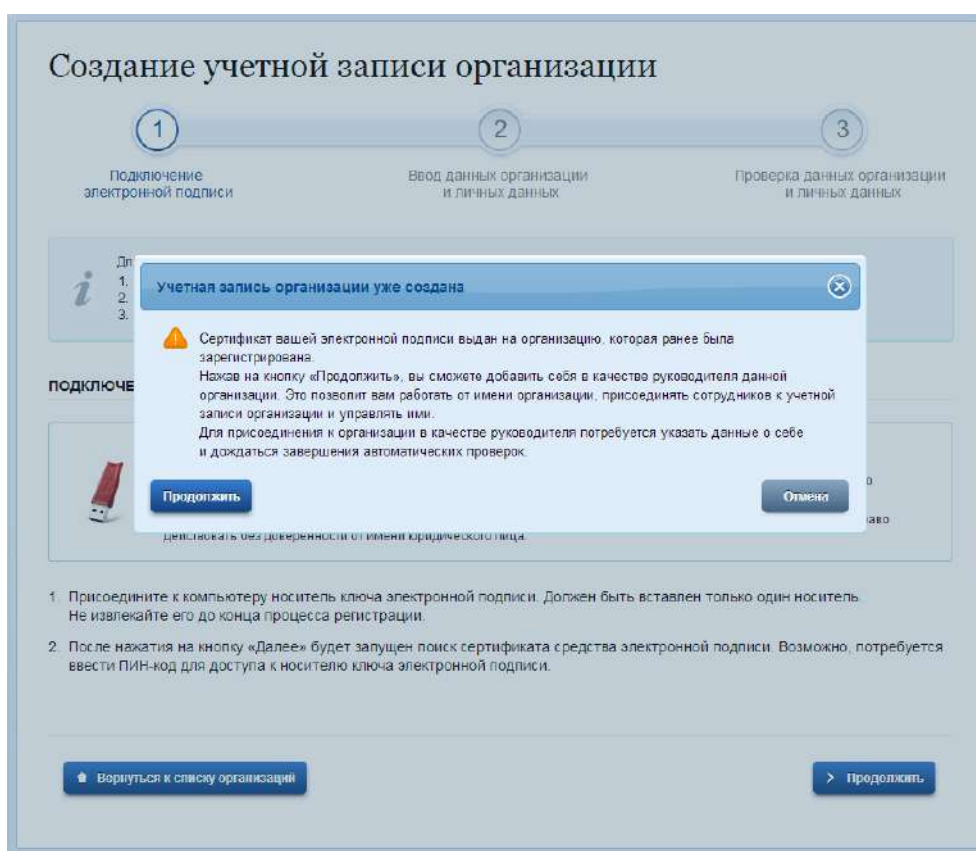 Создание учетной записи организации
1
2
3
Подключение
электронной подписи
Ввод данных организации
и личных данных
Проверка данных организации
и личных данных
1.
2.
3.
Учетная запись организации уже создана
Сертификат вашей электронной подписи выдан на организацию, которая ранее была
зарегистрирована.
Нажав на кнопку «Продолжить», вы сможете добавить себя в качестве руководителя данной
организации. Это позволит вам работать от имени организации, присоединять сотрудников к учетной
записи организации и управлять ими.
Для присоединения к организации в качестве руководителя потребуется указать данные о себе
и дождаться завершения автоматических проверок.
Продолжить
Отмена
ПОДКЛЮЧЕ
действовать без доверенности от имени юридического лица.
1. Присоедините к компьютеру носитель ключа электронной подписи. Должен быть вставлен только один носитель.
Не извлекайте его до конца процесса регистрации.
2. После нажатия на кнопку «Далее» будет запущен поиск сертификата средства электронной подписи. Возможно, потребуется
ввести ПИН-код для доступа к носителю ключа электронной подписи.
Вернуться к списку организаций
Продолжить